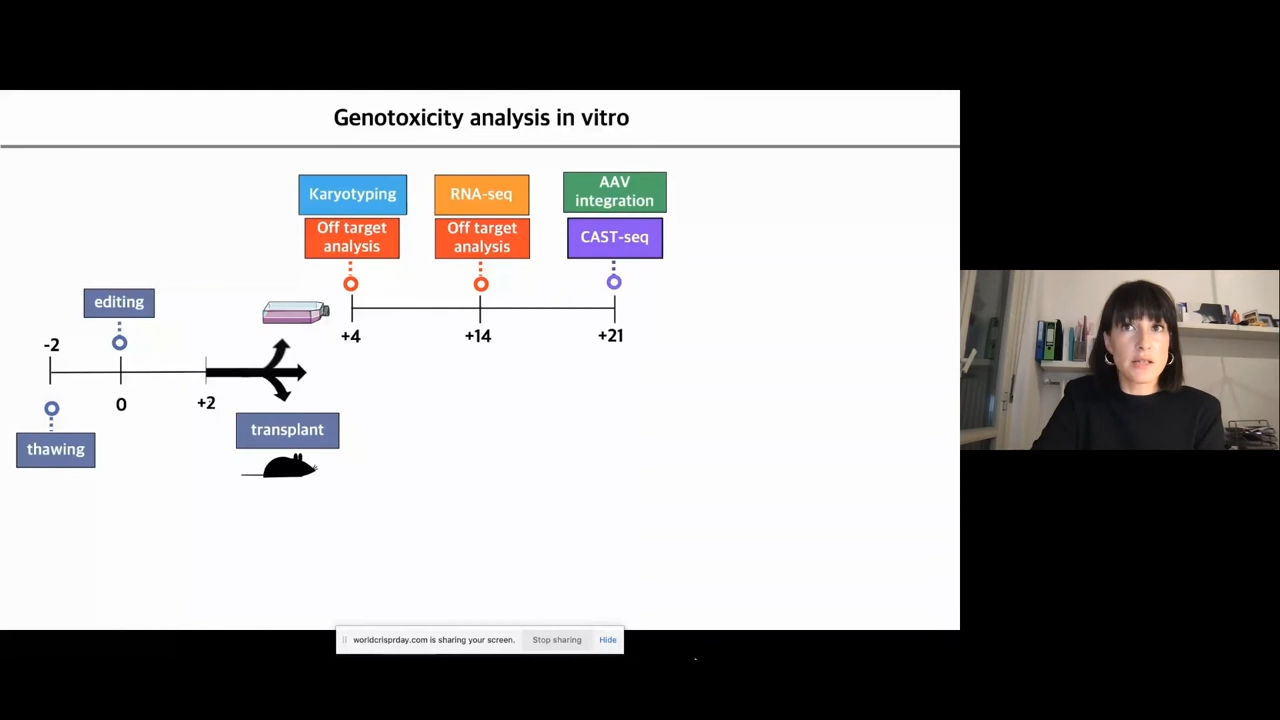 Genotoxicity analysis in vitro
Karyotyping
RNA-seq
AAV
integration
Off target
analysis
Off target
analysis
CAST-seq
editing
+4
+14
+21
-2
0
+2
thawing
transplant
worldcrisprday.com is sharing your screen.
Stop sharing
Hide